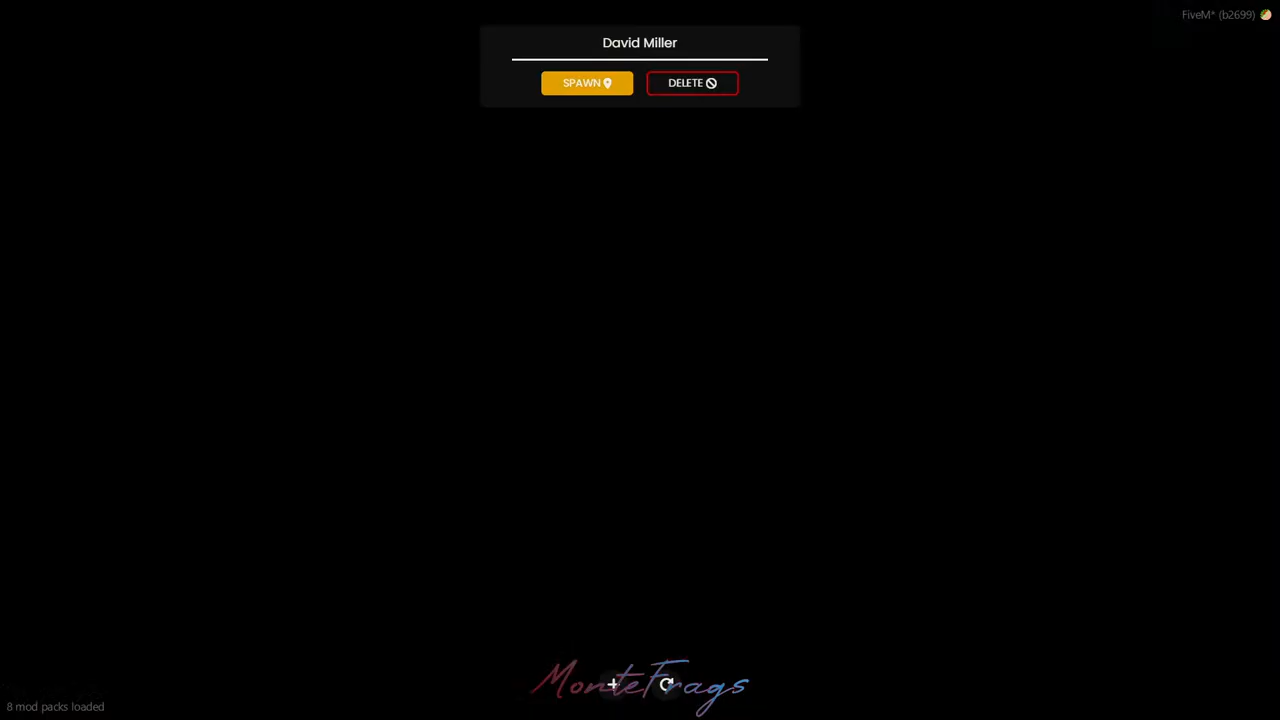 FiveM* (b2699)
David Miller
SPAWN
DELETE
MonteFrags
8 mod packs loaded